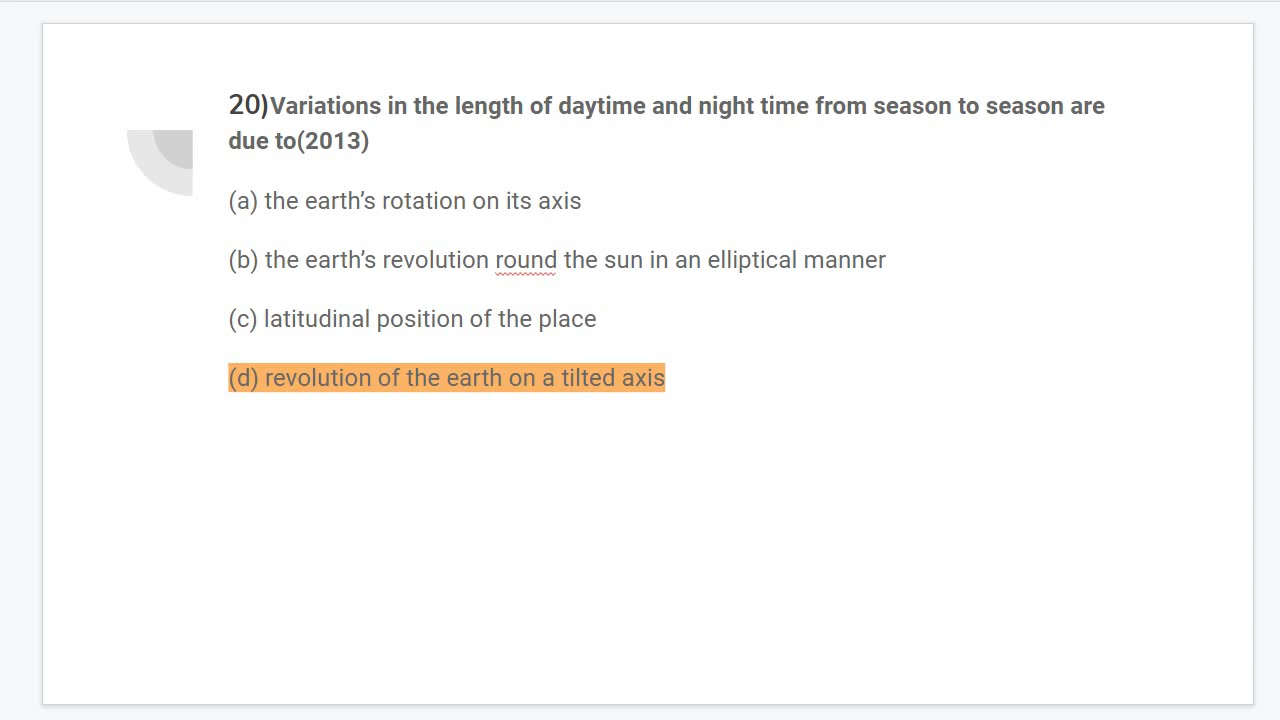 20)Variations in the length of daytime and night time from season to season are
due to(2013)
(a) the earth’s rotation on its axis
(b) the earth’s revolution round the sun in an elliptical manner
(c) latitudinal position of the place
(d) revolution of the earth on a tilted axis